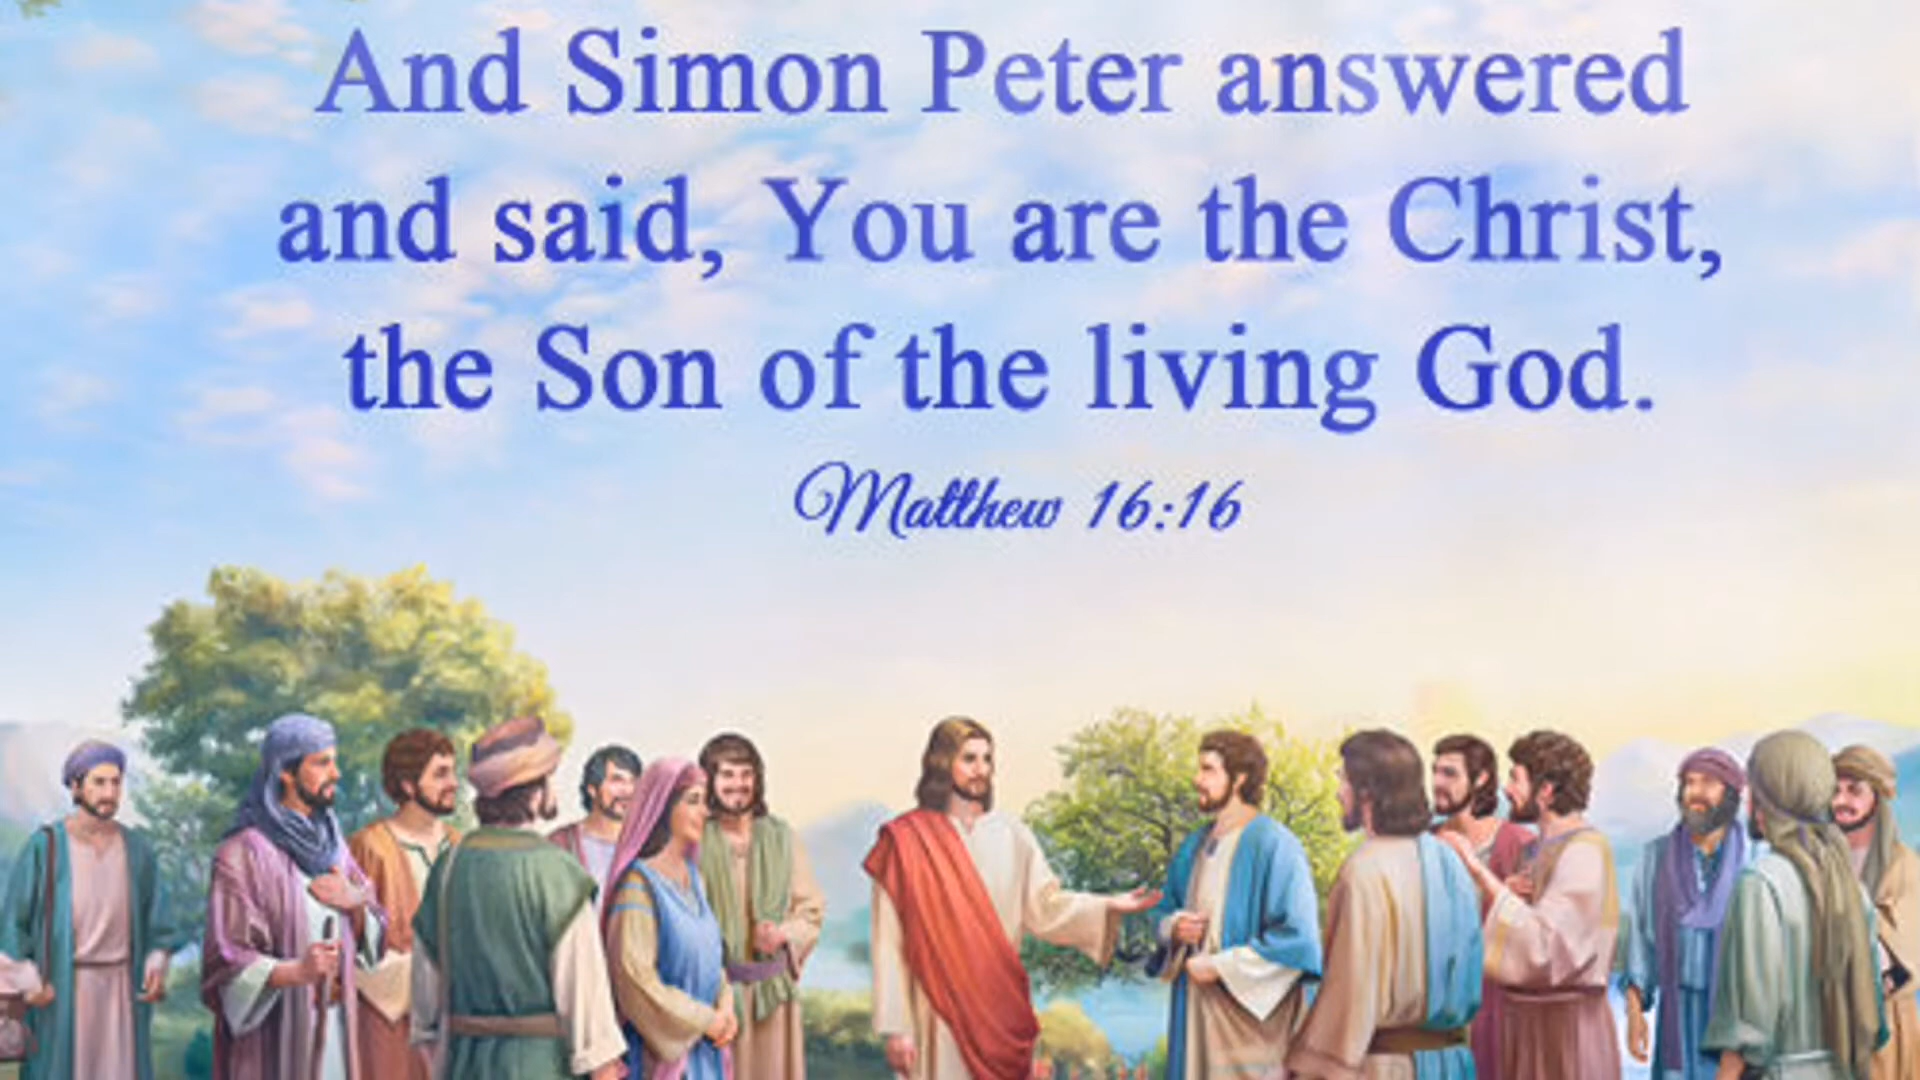 And Simon Peter answered
and said, You are the Christ,
the Son of the living God.
Matthew 16:16